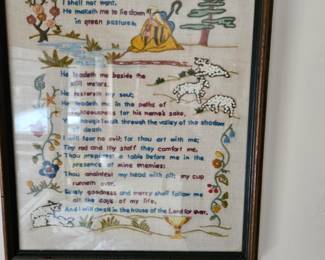 I shall not want.
He maketh me to lie down
in green pastures.
He leadeth me beside the
still waters.
He restoreth my soul;
He leadeth me in the paths of
righteousness for his name's sake,
though I walk through the valley of the shadow
death
I will fear no evil: for thou art with me;
Thy rod and thy staff they comfort me.
Thou preparest a table before me in the
presence of mine enemies:
Thou anointest my head with oil; my cup
runneth over.
Surely goodness and mercy shall follow me
all the days of my life,
And I will dwell in the house of the Lord for ever.